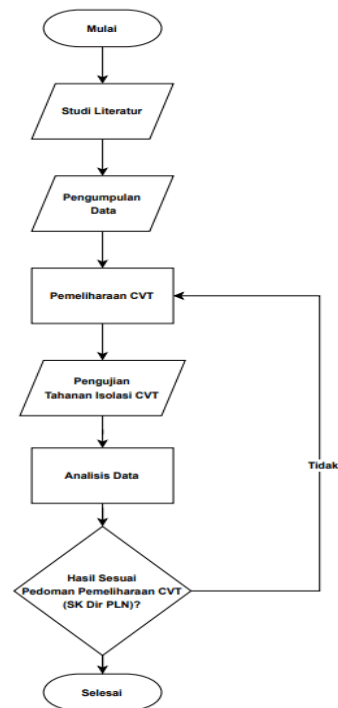 Mulai
Studi Literatur
Pengumpulan
Data
Pemeliharaan CVT
Pengujian
Tahanan Isolasi CVT
Analisis Data
Tidak
Hasil Sesuai
Pedoman Pemeliharaan CVT
(SK Dir PLN)?
Selesai